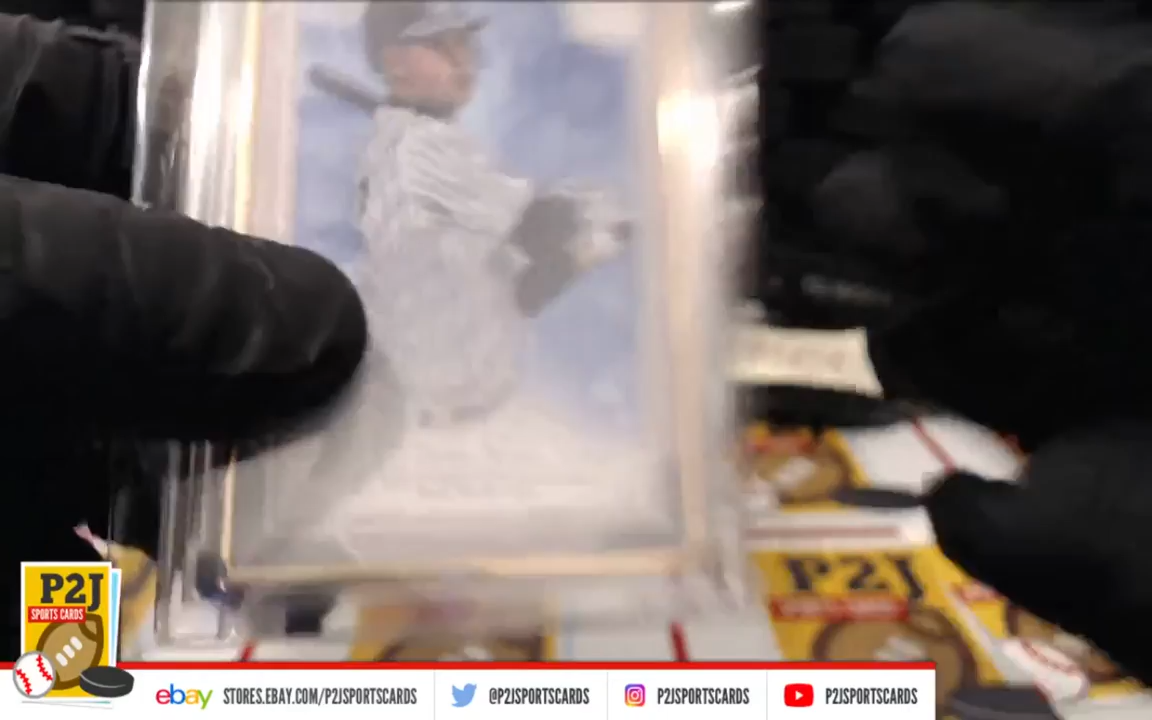 P2J
P2J
SPORTS CARDS
ebay STORES.EBAY.COM/P2JSPORTSCARDS
@P2JSPORTSCARDS
P2JSPORTSCARDS
P2JSPORTSCARDS